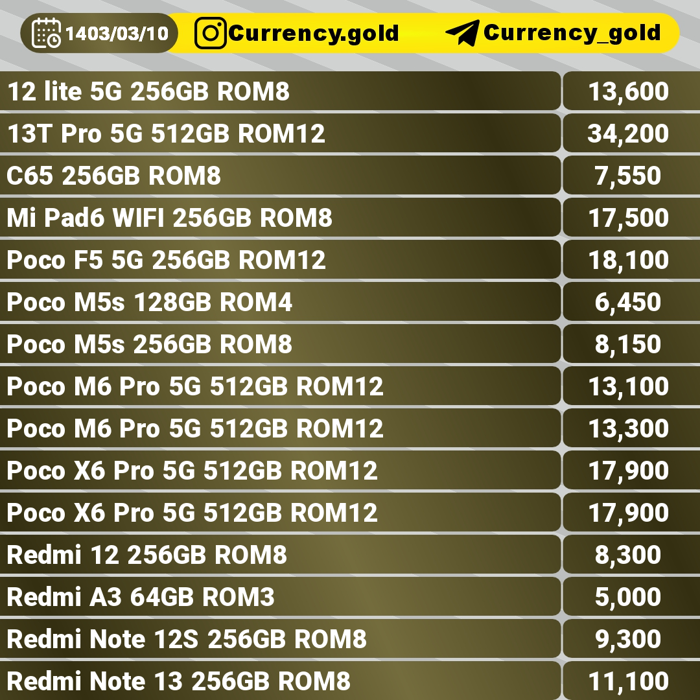 1403/03/10 Currency.gold Currency_gold
12 lite 5G 256GB ROM8 13,600
13T Pro 5G 512GB ROM12 34,200
C65 256GB ROM8 7,550
Mi Pad6 WIFI 256GB ROM8 17,500
Poco F5 5G 256GB ROM12 18,100
Poco M5s 128GB ROM4 6,450
Poco M5s 256GB ROM8 8,150
Poco M6 Pro 5G 512GB ROM12 13,100
Poco M6 Pro 5G 512GB ROM12 13,300
Poco X6 Pro 5G 512GB ROM12 17,900
Poco X6 Pro 5G 512GB ROM12 17,900
Redmi 12 256GB ROM8 8,300
Redmi A3 64GB ROM3 5,000
Redmi Note 12S 256GB ROM8 9,300
Redmi Note 13 256GB ROM8 11,100